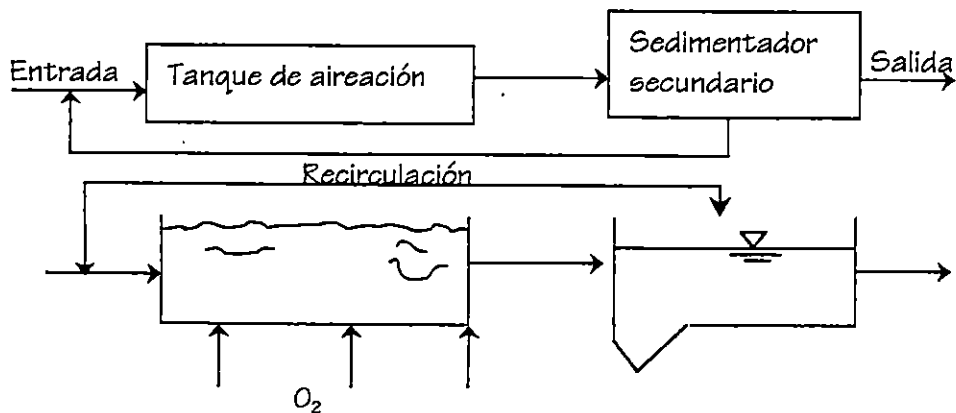 Entrada
Tanque de aireación
Sedimentador
secundario
Salida
Recirculación
O₂